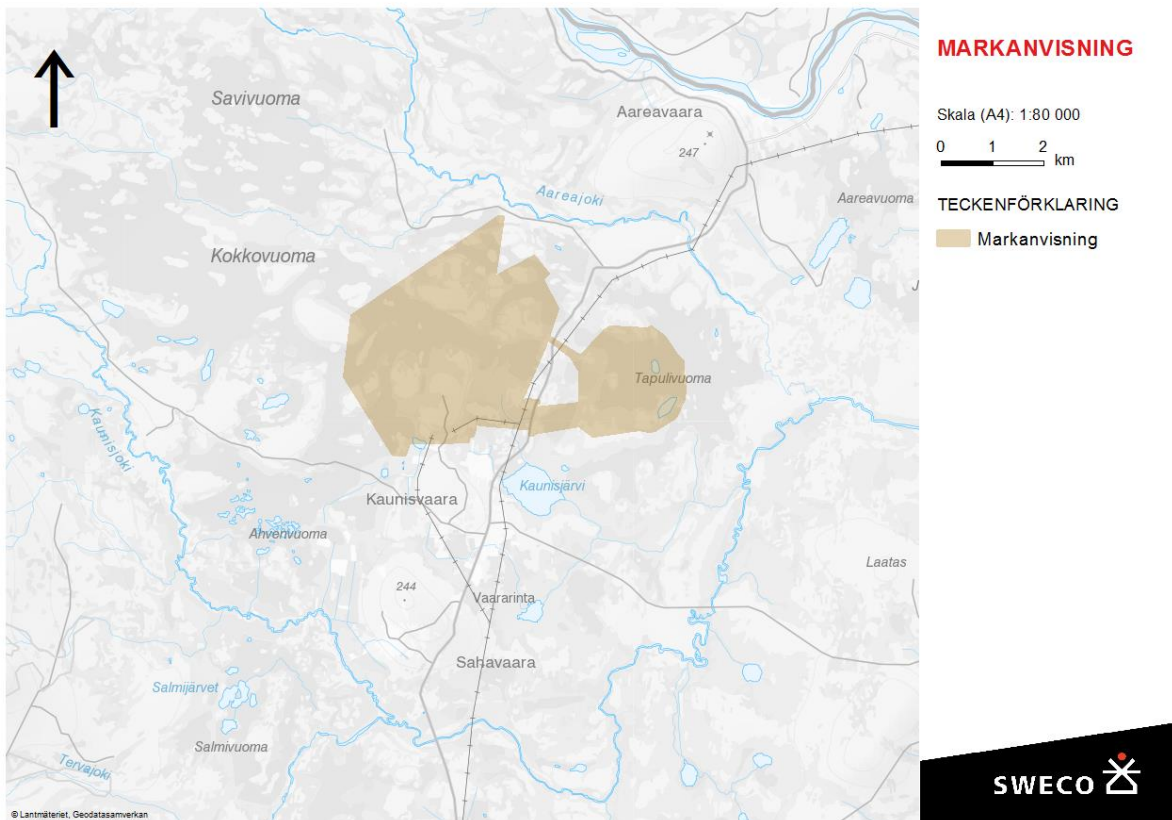 MARKANVISNING
Skala (A4): 1:80 000
0 1 2 km
TECKENFÖRKLARING
Markanvisning
Savivuoma
Aareavaara
247
Aareajoki
Aareavuoma
Kokkovuoma
J
Tapulivuoma
Kaunisjoki
Kaunisjärvi
Kaunisvaara
Ahvenvuoma
Laatas
244
Vaararinta
Sahavaara
Salmijärvet
Salmivuoma
Tervajoki
SWECO
© Lantmäteriet, Geodatasamverkan